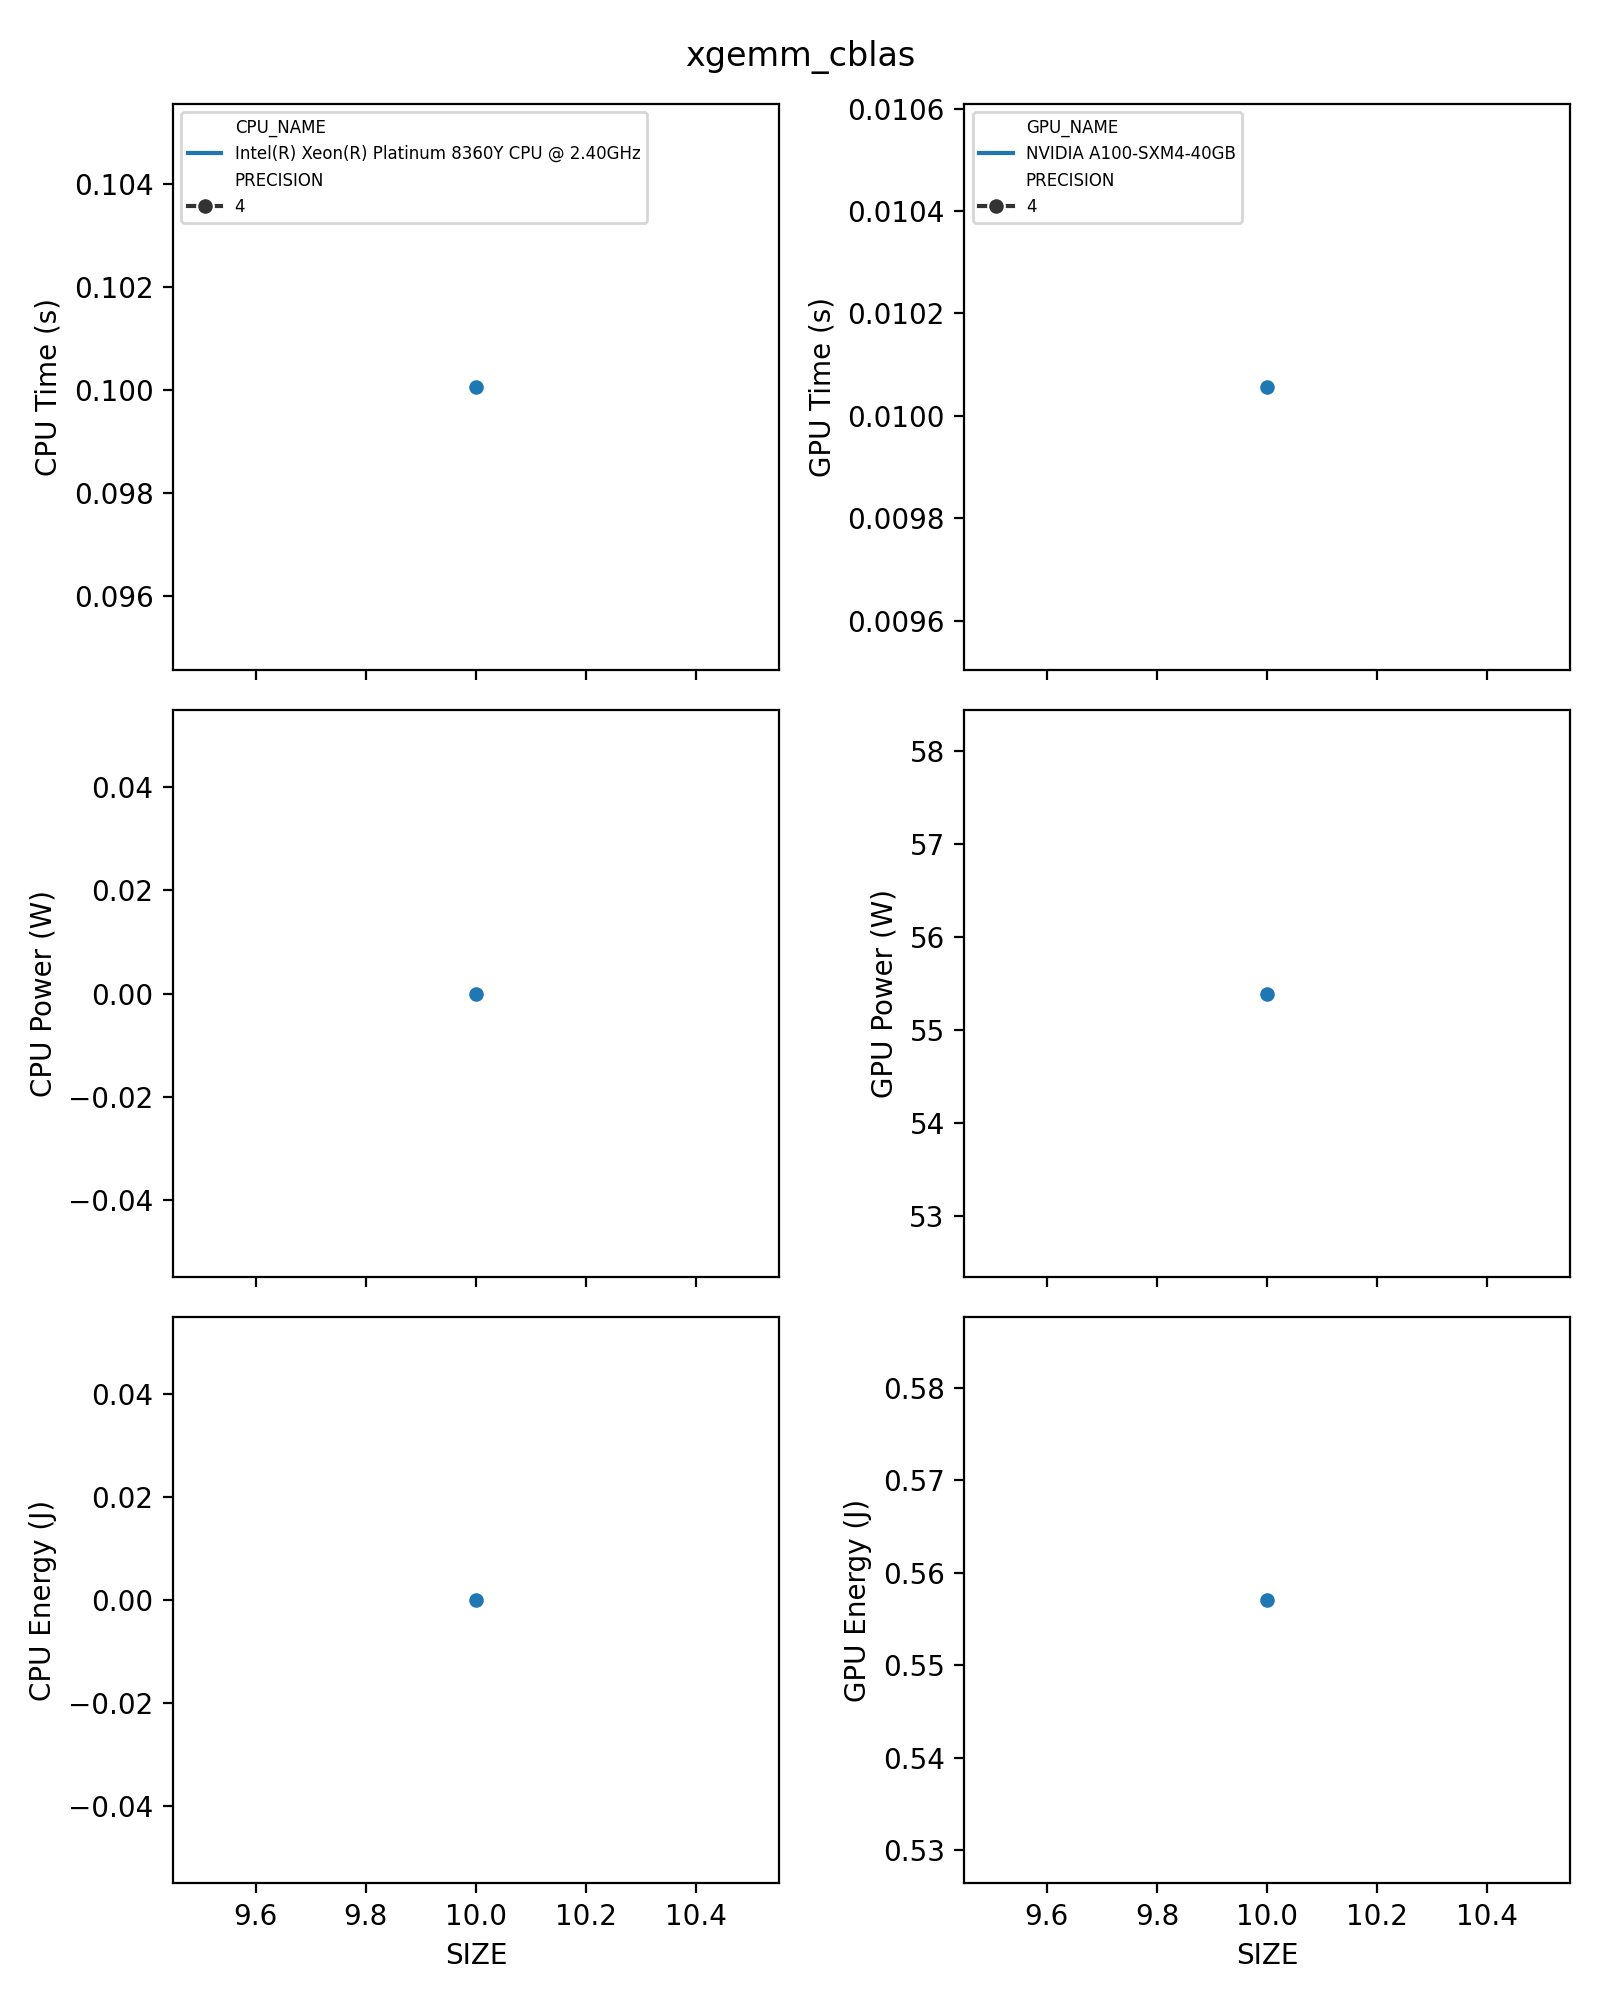 xgemm_cblas
CPU_NAME
Intel(R) Xeon(R) Platinum 8360Y CPU @ 2.40GHz
PRECISION
4
0.104
0.102
0.100
0.098
0.096
CPU Time (s)
GPU_NAME
NVIDIA A100-SXM4-40GB
PRECISION
4
0.0106
0.0104
0.0102
0.0100
0.0098
0.0096
GPU Time (s)
0.04
0.02
0.00
−0.02
−0.04
CPU Power (W)
58
57
56
55
54
53
GPU Power (W)
0.04
0.02
0.00
−0.02
−0.04
CPU Energy (J)
9.6 9.8 10.0 10.2 10.4
SIZE
0.58
0.57
0.56
0.55
0.54
0.53
GPU Energy (J)
9.6 9.8 10.0 10.2 10.4
SIZE